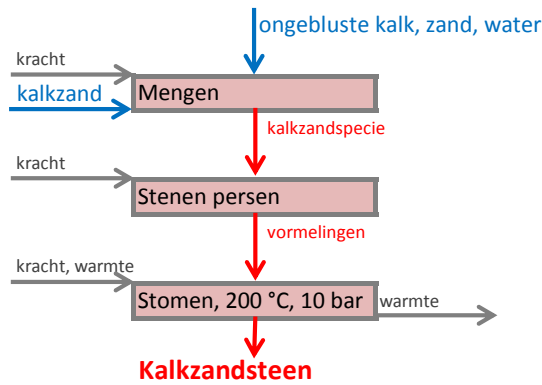 ongebluste kalk, zand, water
kracht
kalkzand
Mengen
kalkzandspecie
kracht
Stenen persen
vormelingen
kracht, warmte
Stomen, 200 °C, 10 bar
warmte
Kalkzandsteen